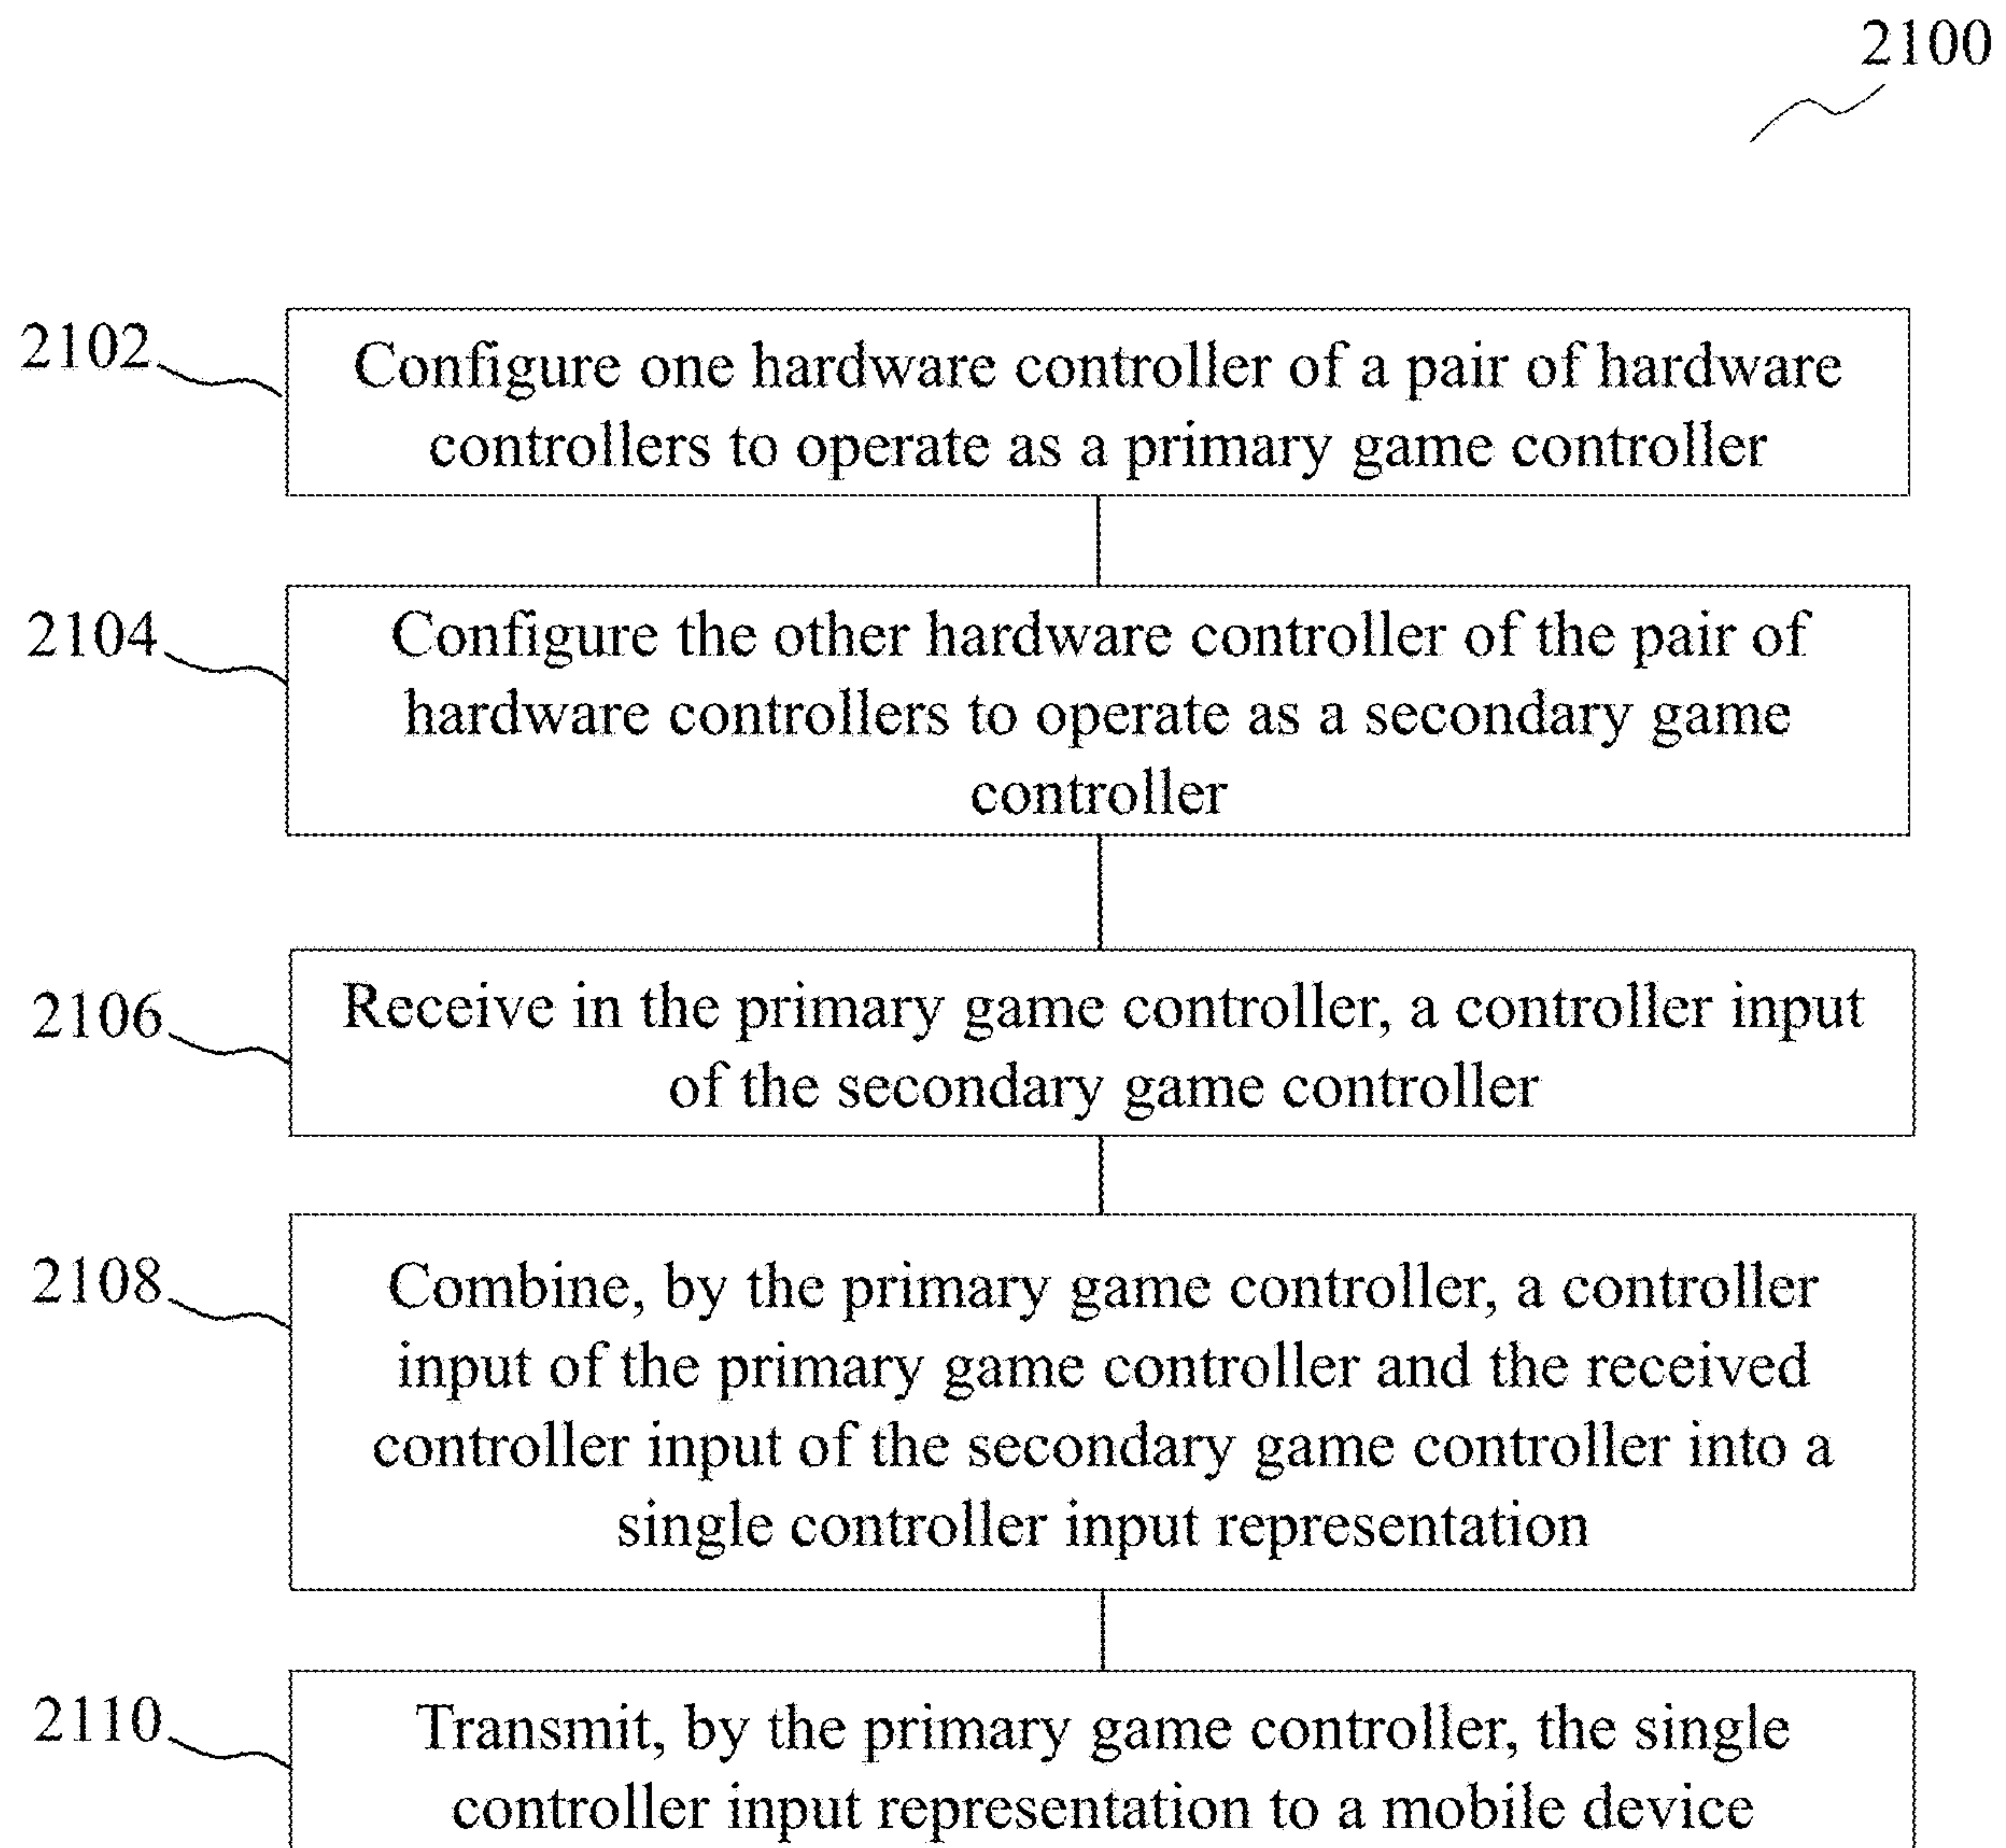 2100
2102
Configure one hardware controller of a pair of hardware
controllers to operate as a primary game controller
2104
Configure the other hardware controller of the pair of
hardware controllers to operate as a secondary game
controller
2106
Receive in the primary game controller, a controller input
of the secondary game controller
2108
Combine, by the primary game controller, a controller
input of the primary game controller and the received
controller input of the secondary game controller into a
single controller input representation
2110
Transmit, by the primary game controller, the single
controller input representation to a mobile device